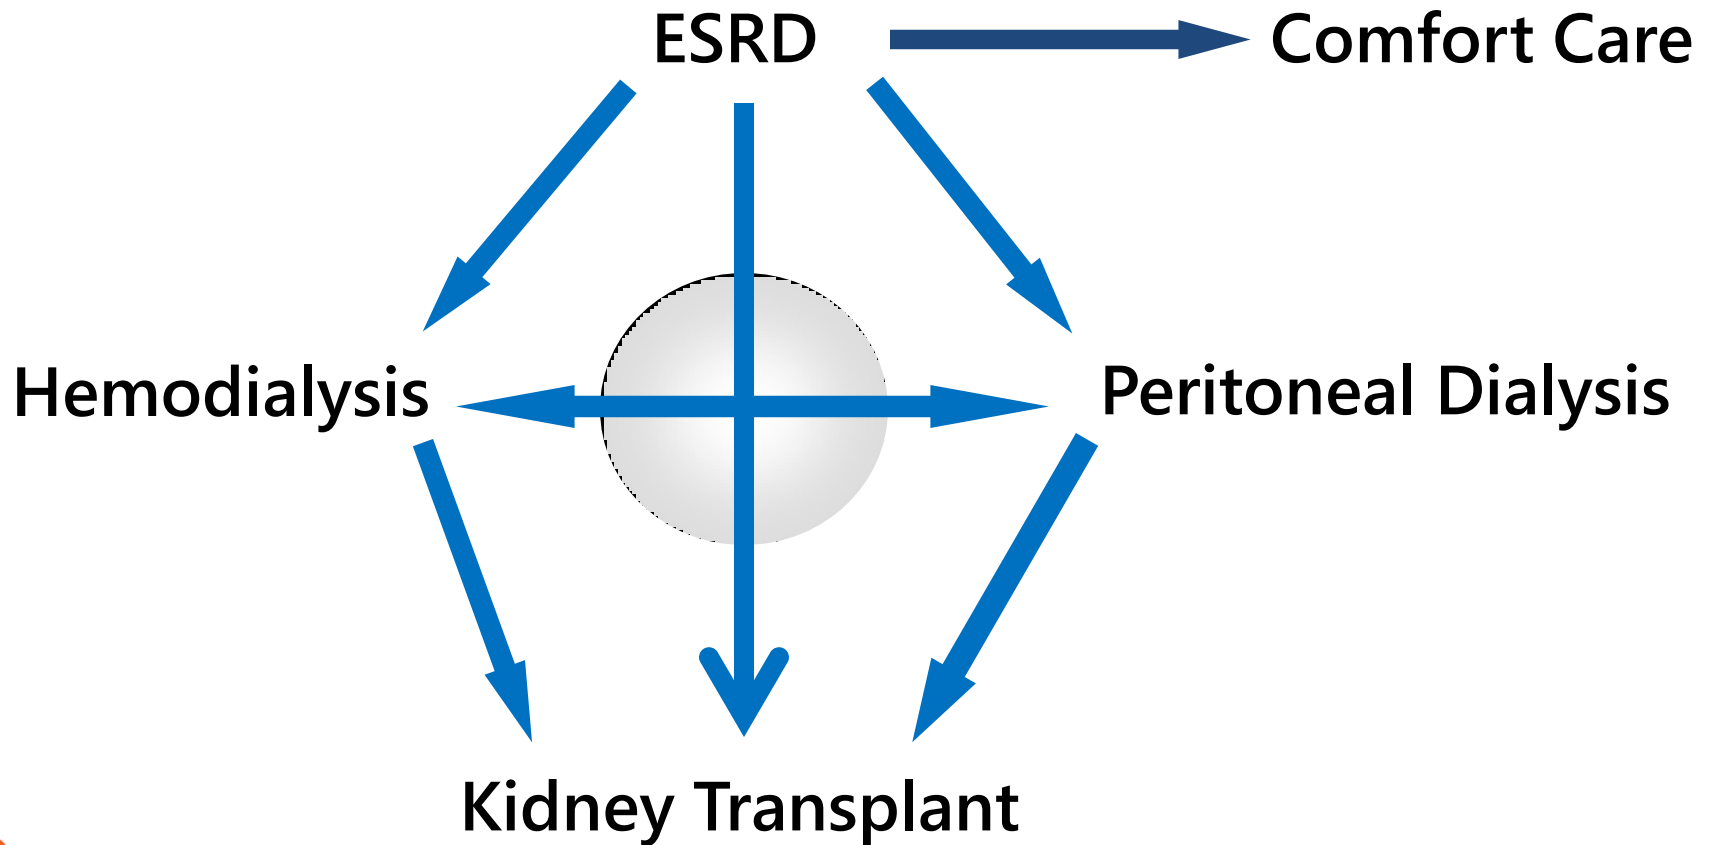 ESRD
Comfort Care
Hemodialysis
Peritoneal Dialysis
Kidney Transplant